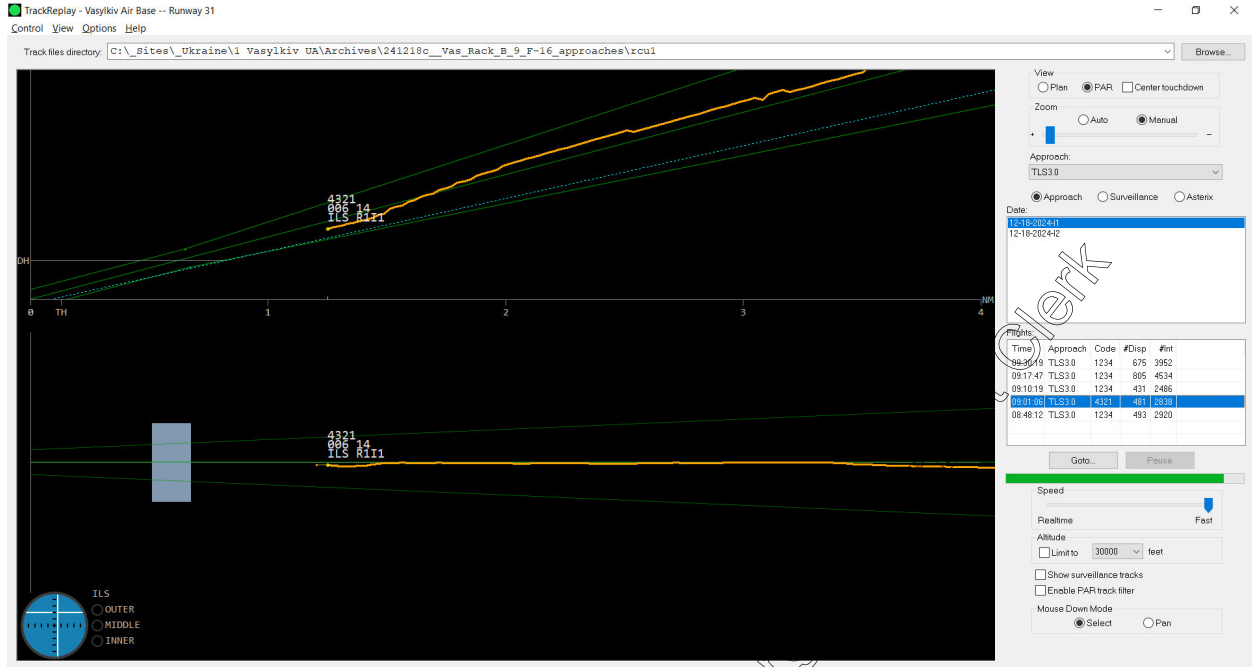 TrackReplay - Vasylkiv Air Base -- Runway 31
Control View Options Help
Track files directory: C:\_Sites\_Ukraine\1 Vasylkiv UA\Archives\241218c__Vas_Rack_B_9_F-16_approaches\rcu1 Browse...
4321
006 14
ILS R1I1
DH
NM
0 TH 1 2 3 4
4321
006 14
ILS R1I1
ILS
OUTER
MIDDLE
INNER
View
Plan PAR Center touchdown
Zoom
Auto Manual
+ -
Approach:
TLS3.0
Approach Surveillance Asterix
Date:
12-18-2024-I1
12-18-2024-I2
Clerk
Flights:
Time Approach Code #Disp #Int
09:30:19 TLS3.0 1234 675 3952
09:17:47 TLS3.0 1234 805 4534
09:10:19 TLS3.0 1234 431 2486
09:01:06 TLS3.0 4321 481 2838
08:48:12 TLS3.0 1234 493 2920
Goto... Pause
Speed
Realtime Fast
Altitude
Limit to 30000 feet
Show surveillance tracks
Enable PAR track filter
Mouse Down Mode
Select Pan